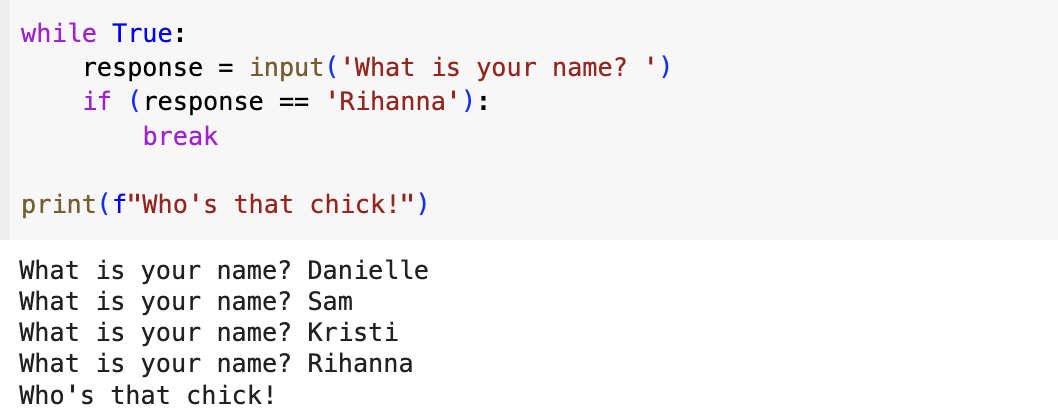 while True:
    response = input('What is your name? ')
    if (response == 'Rihanna'):
        break
print(f"Who's that chick!")
What is your name? Danielle
What is your name? Sam
What is your name? Kristi
What is your name? Rihanna
Who's that chick!